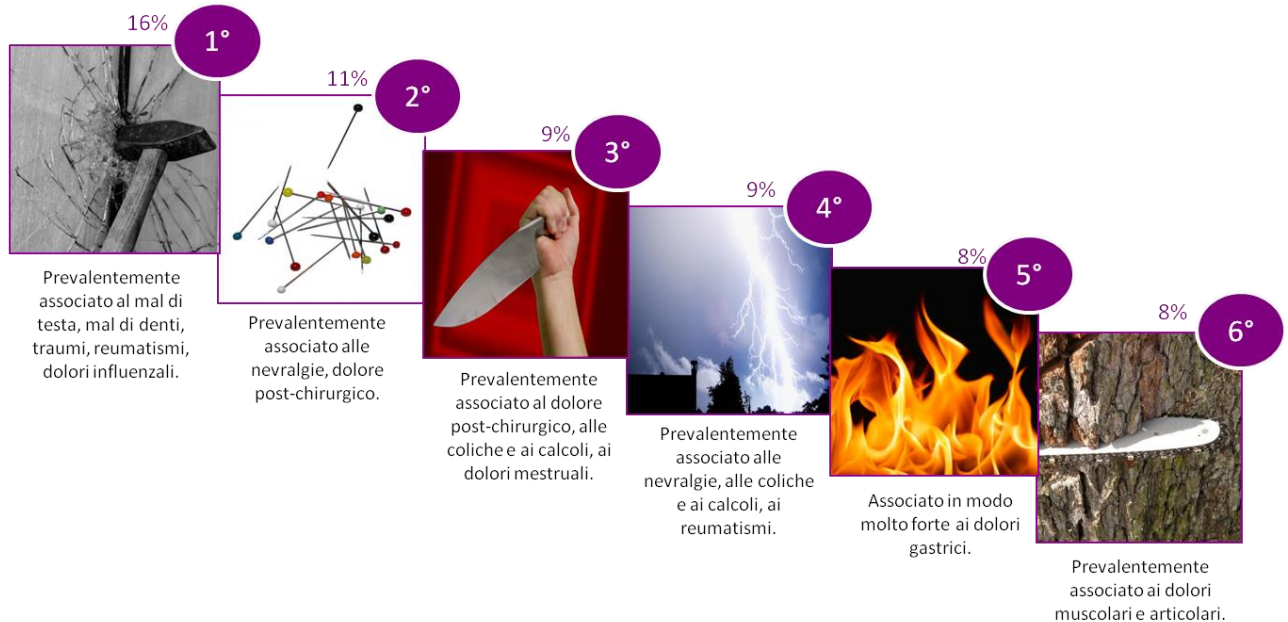 16%
1°
Prevalentemente
associato al mal di
testa, mal di denti,
traumi, reumatismi,
dolori influenzali.
11%
2°
Prevalentemente
associato alle
nevralgie, dolore
post-chirurgico.
9%
3°
Prevalentemente
associato al dolore
post-chirurgico, alle
coliche e ai calcoli, ai
dolori mestruali.
9%
4°
Prevalentemente
associato alle
nevralgie, alle coliche
e ai calcoli, ai
reumatismi.
8%
5°
Associato in modo
molto forte ai dolori
gastrici.
8%
6°
Prevalentemente
associato ai dolori
muscolari e articolari.